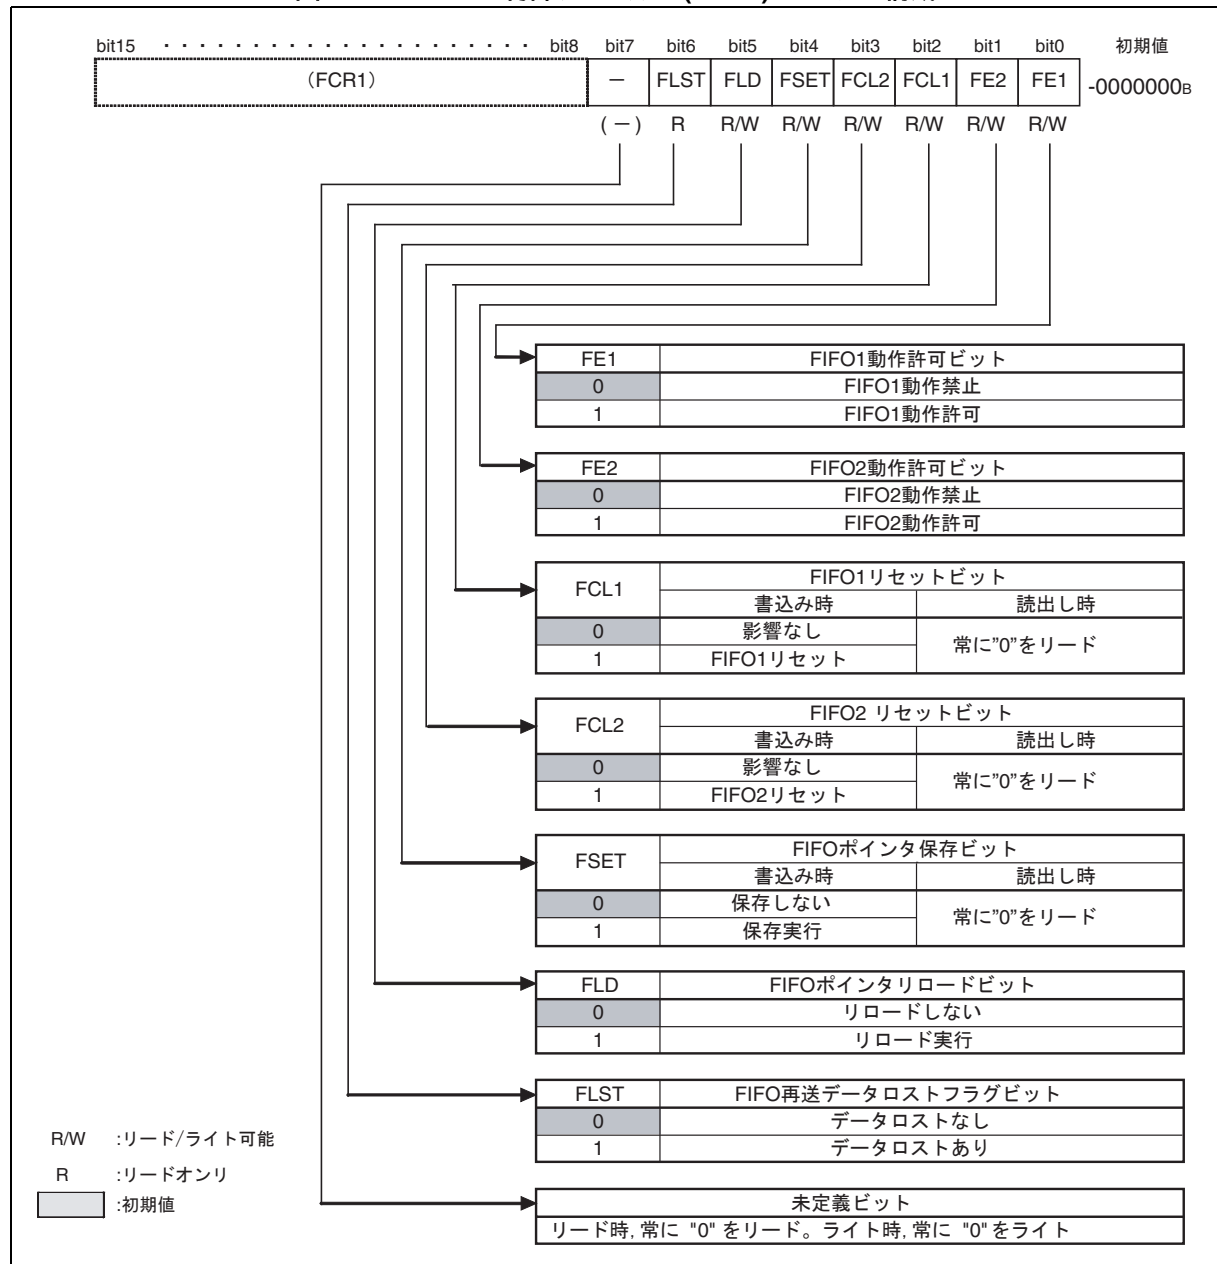 bit15 ・・・・・・・・・・・・・・・・・・・・・ bit8 bit7 bit6 bit5 bit4 bit3 bit2 bit1 bit0 初期値
(FCR1) － FLST FLD FSET FCL2 FCL1 FE2 FE1 -0000000B
(－) R R/W R/W R/W R/W R/W R/W
FE1 FIFO1動作許可ビット
0 FIFO1動作禁止
1 FIFO1動作許可
FE2 FIFO2動作許可ビット
0 FIFO2動作禁止
1 FIFO2動作許可
FCL1 FIFO1リセットビット
書込み時 読出し時
0 影響なし 常に"0"をリード
1 FIFO1リセット
FCL2 FIFO2 リセットビット
書込み時 読出し時
0 影響なし 常に"0"をリード
1 FIFO2リセット
FSET FIFOポインタ保存ビット
書込み時 読出し時
0 保存しない 常に"0"をリード
1 保存実行
FLD FIFOポインタリロードビット
0 リロードしない
1 リロード実行
FLST FIFO再送データロストフラグビット
0 データロストなし
1 データロストあり
未定義ビット
リード時, 常に "0" をリード。ライト時, 常に "0" をライト
R/W :リード/ライト可能
R :リードオンリ
:初期値